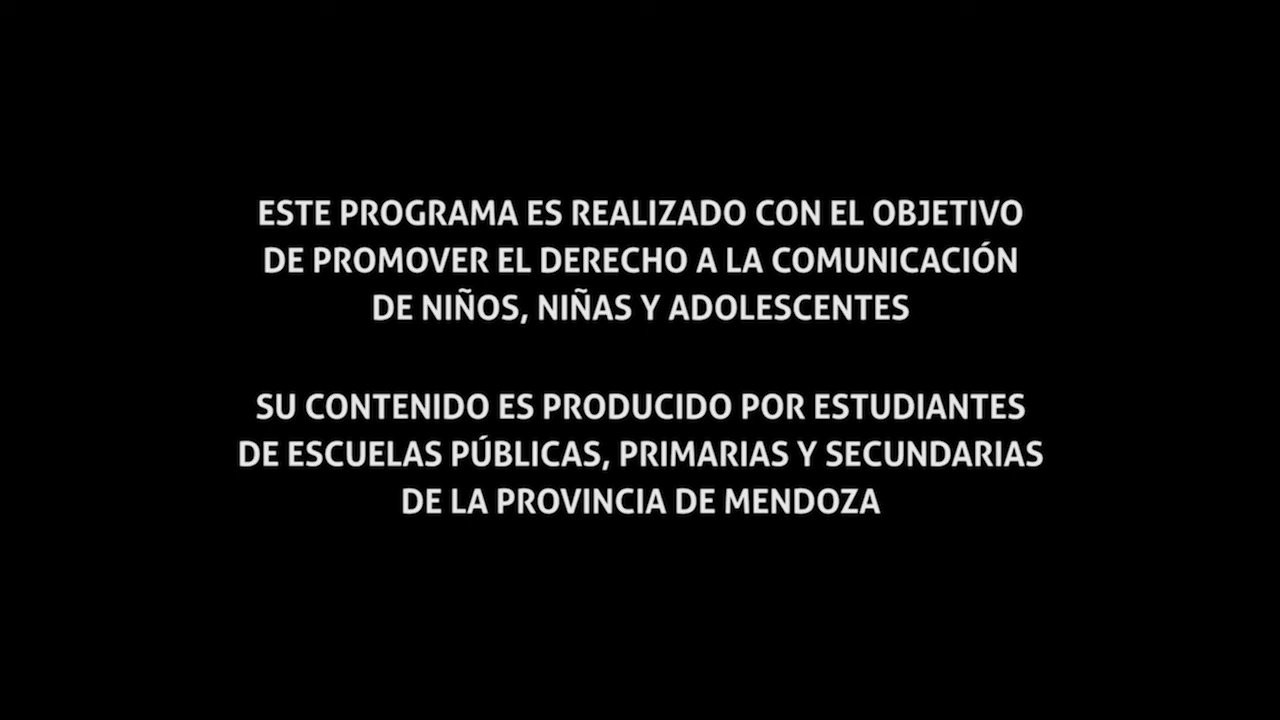 ESTE PROGRAMA ES REALIZADO CON EL OBJETIVO
DE PROMOVER EL DERECHO A LA COMUNICACIÓN
DE NIÑOS, NIÑAS Y ADOLESCENTES
SU CONTENIDO ES PRODUCIDO POR ESTUDIANTES
DE ESCUELAS PÚBLICAS, PRIMARIAS Y SECUNDARIAS
DE LA PROVINCIA DE MENDOZA